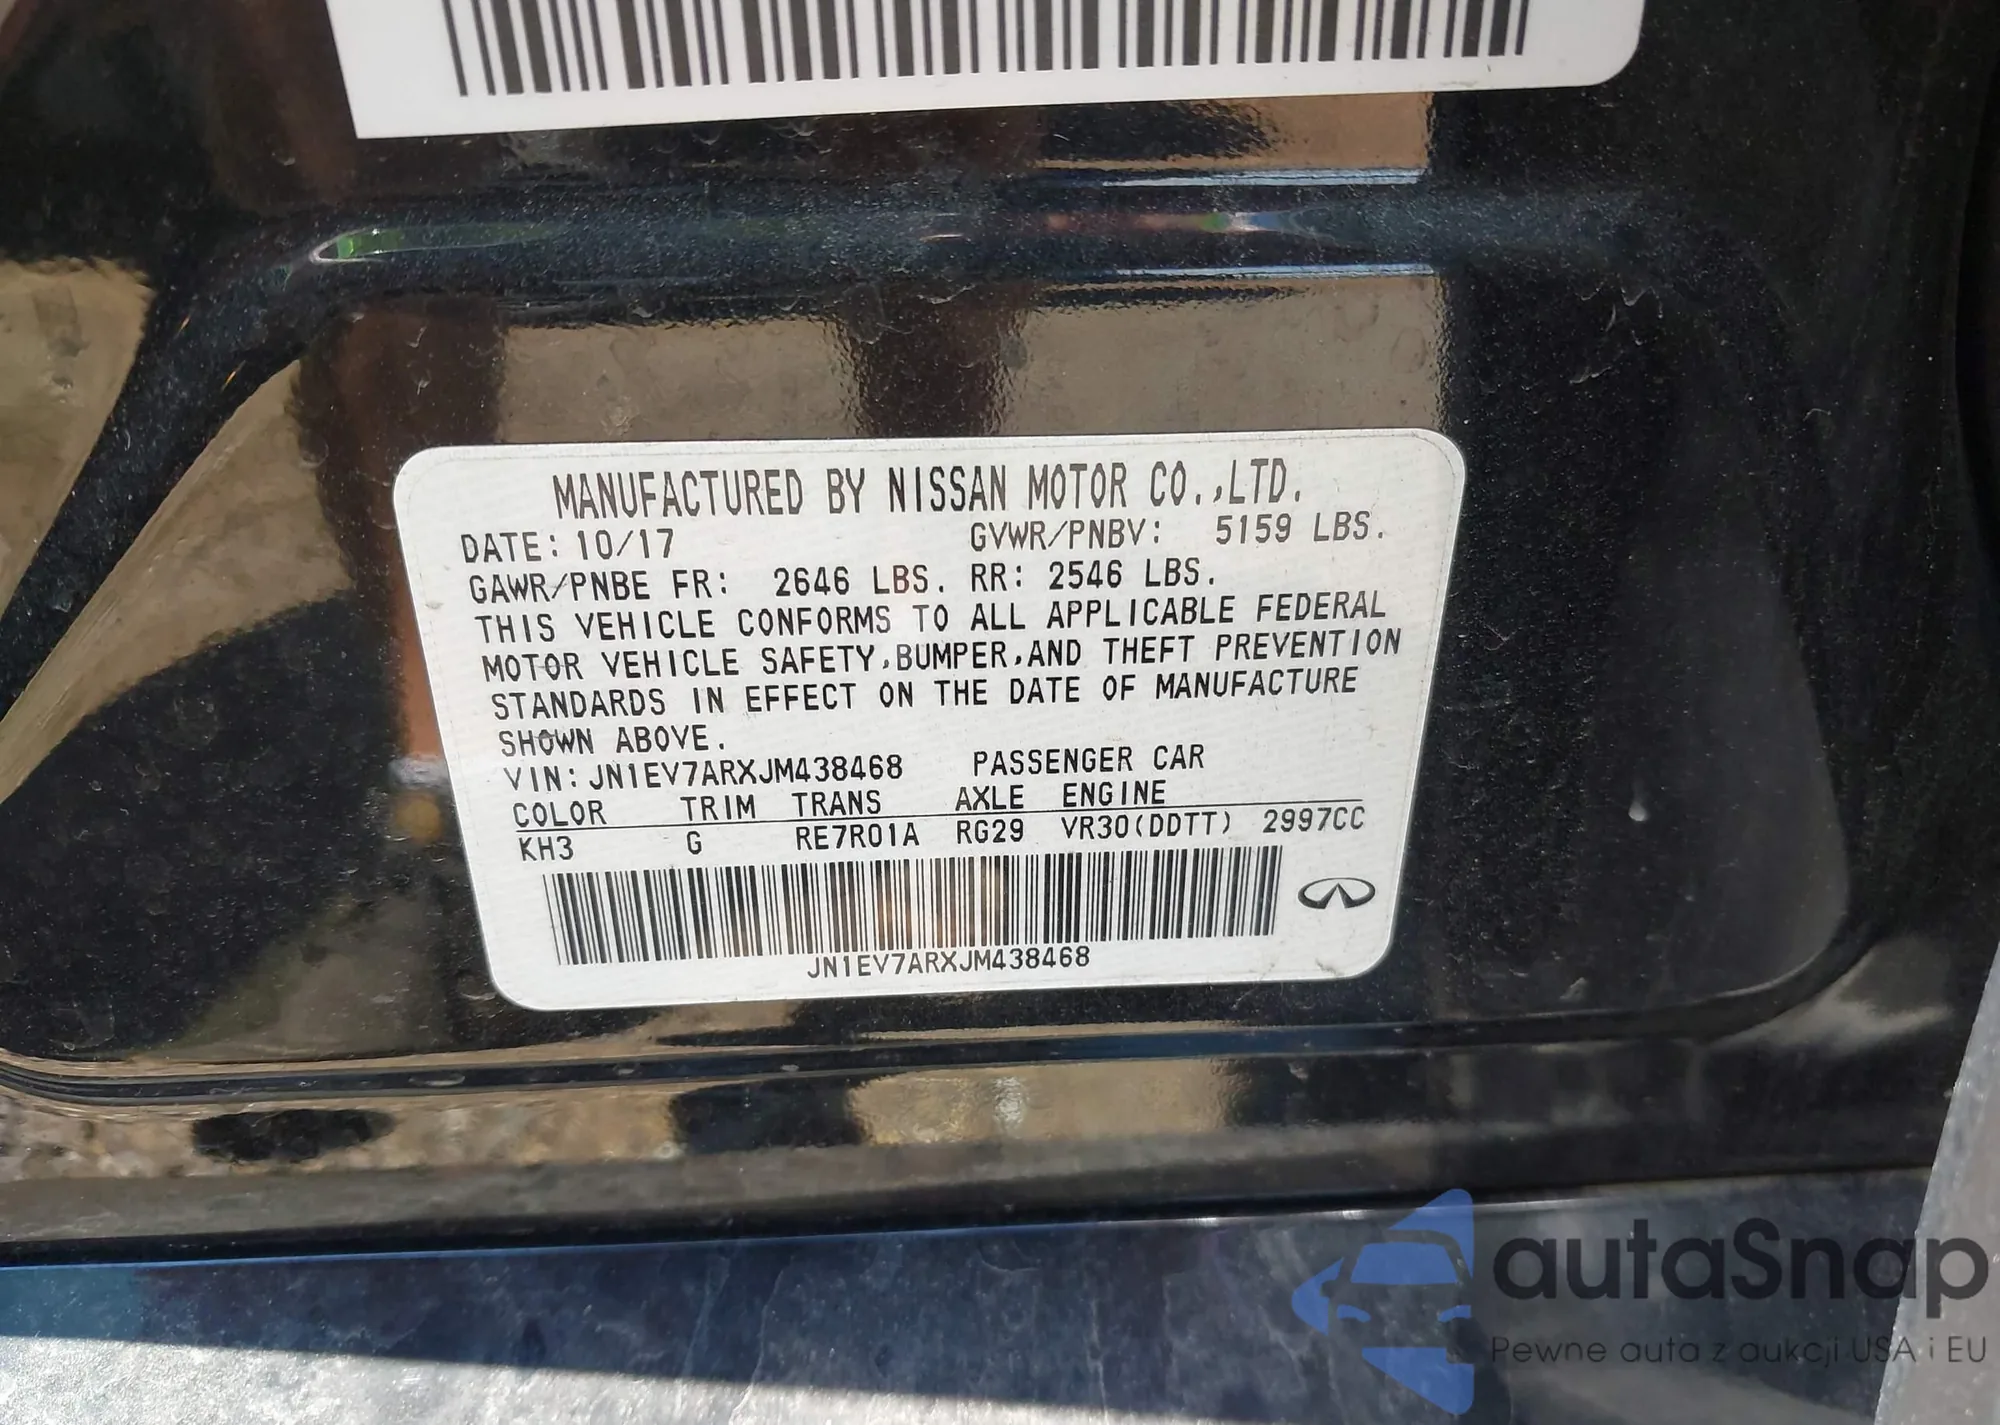 MANUFACTURED BY NISSAN MOTOR CO.,LTD.
DATE: 10/17 GVWR/PNBV: 5159 LBS.
GAWR/PNBE FR: 2646 LBS. RR: 2546 LBS.
THIS VEHICLE CONFORMS TO ALL APPLICABLE FEDERAL
MOTOR VEHICLE SAFETY,BUMPER,AND THEFT PREVENTION
STANDARDS IN EFFECT ON THE DATE OF MANUFACTURE
SHOWN ABOVE.
VIN: JN1EV7ARXJM438468 PASSENGER CAR
COLOR TRIM TRANS AXLE ENGINE
KH3 G RE7R01A RG29 VR30(DDTT) 2997CC
JN1EV7ARXJM438468
autaSnap
Pewne auta z aukcji USA i EU